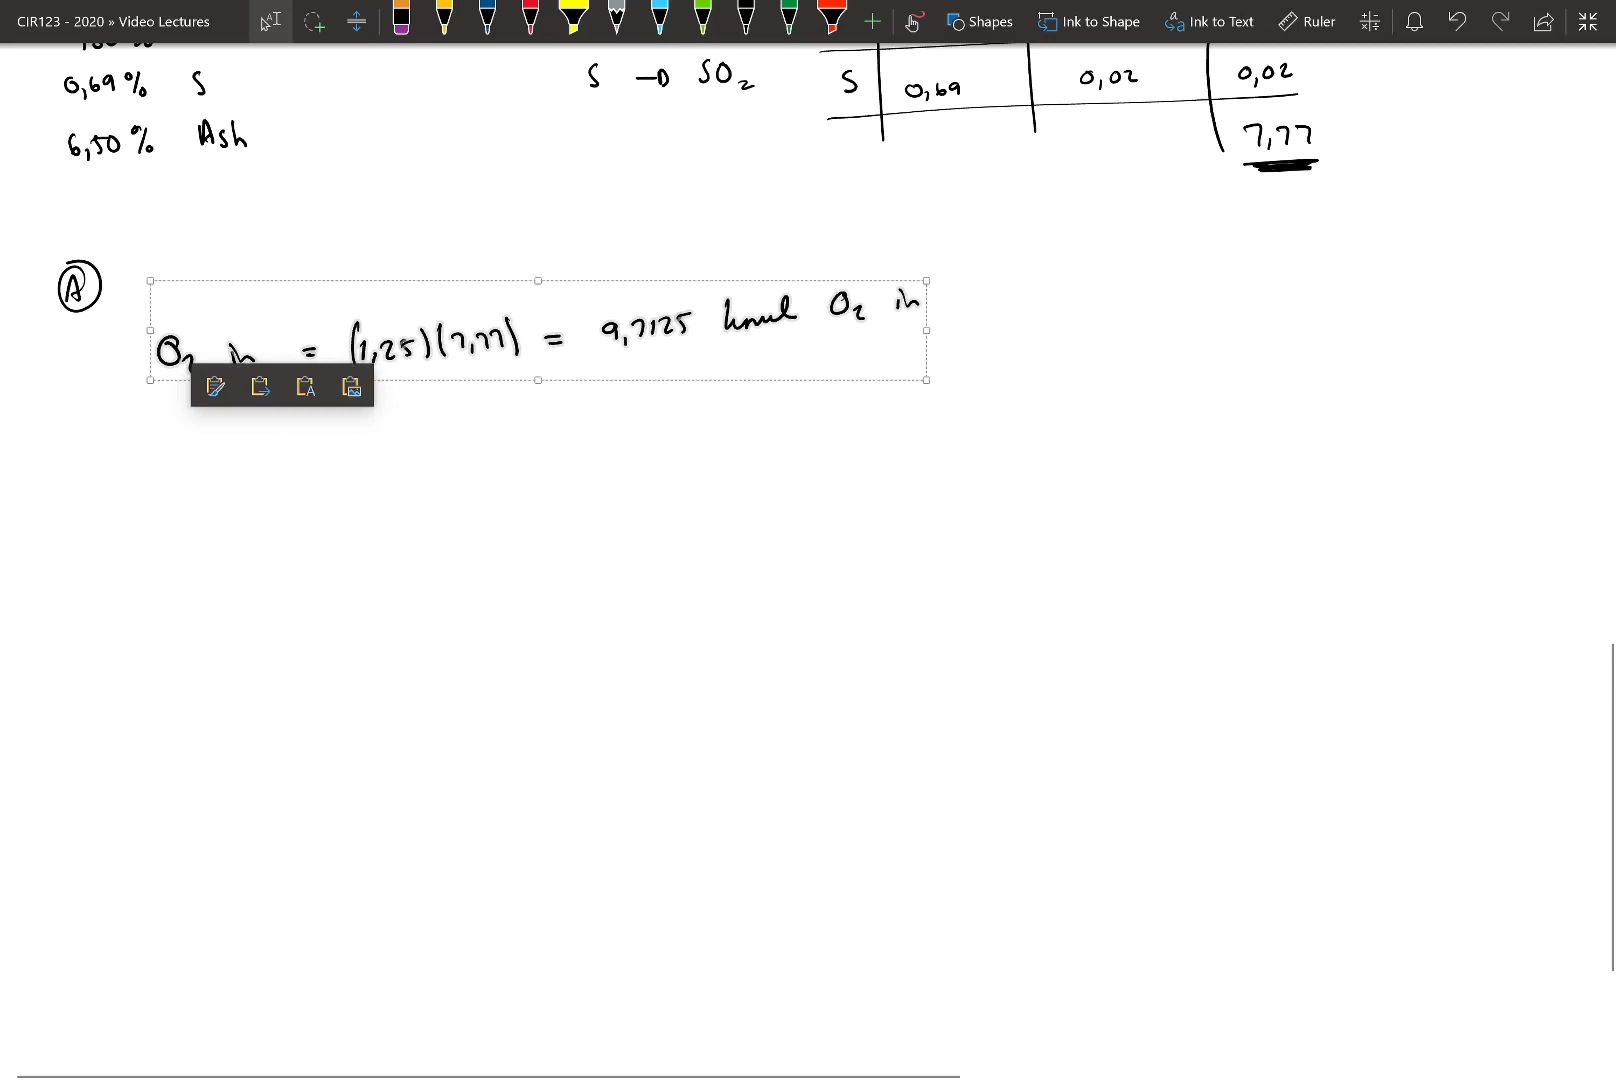 CIR123 - 2020 » Video Lectures Shapes Ink to Shape Ink to Text Ruler
0,69 % S S → SO₂ S 0,69 0,02 0,02
6,50 % Ash 7,77
A
O₂ in = (1,25)(7,77) = 9,7125 kmol O₂ in